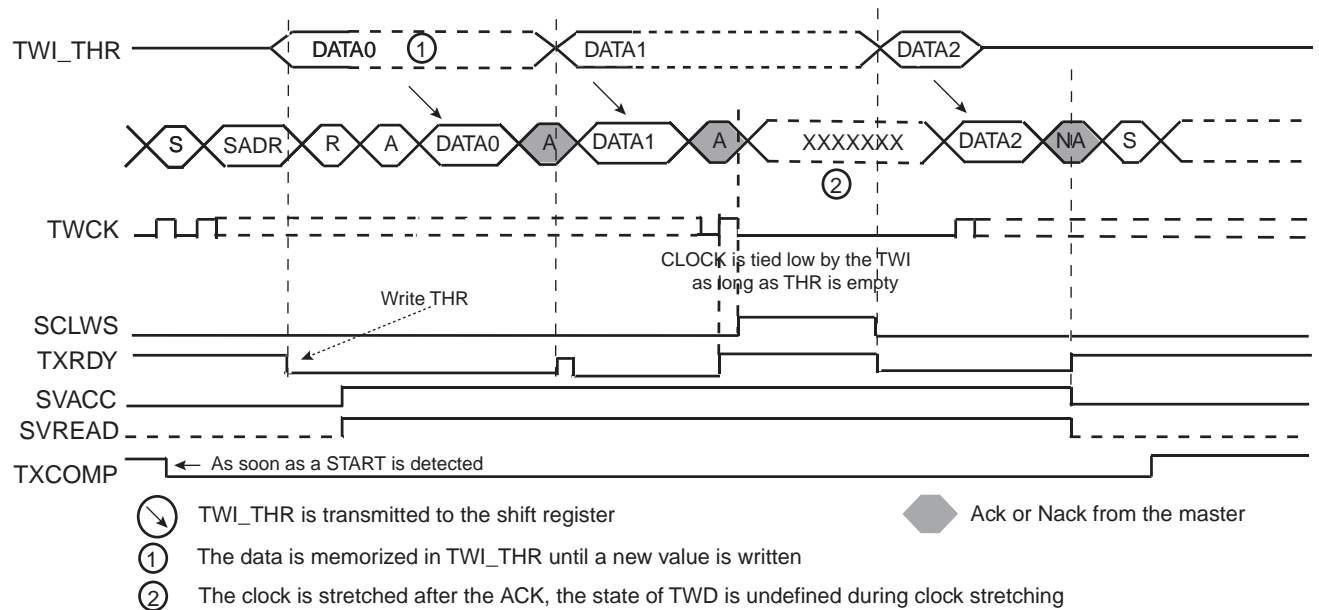 TWI_THR DATA0 1 DATA1 DATA2
S SADR R A DATA0 A DATA1 A XXXXXXX DATA2 NA S
2
TWCK
CLOCK is tied low by the TWI
as long as THR is empty
Write THR
SCLWS
TXRDY
SVACC
SVREAD
TXCOMP As soon as a START is detected
TWI_THR is transmitted to the shift register Ack or Nack from the master
1 The data is memorized in TWI_THR until a new value is written
2 The clock is stretched after the ACK, the state of TWD is undefined during clock stretching